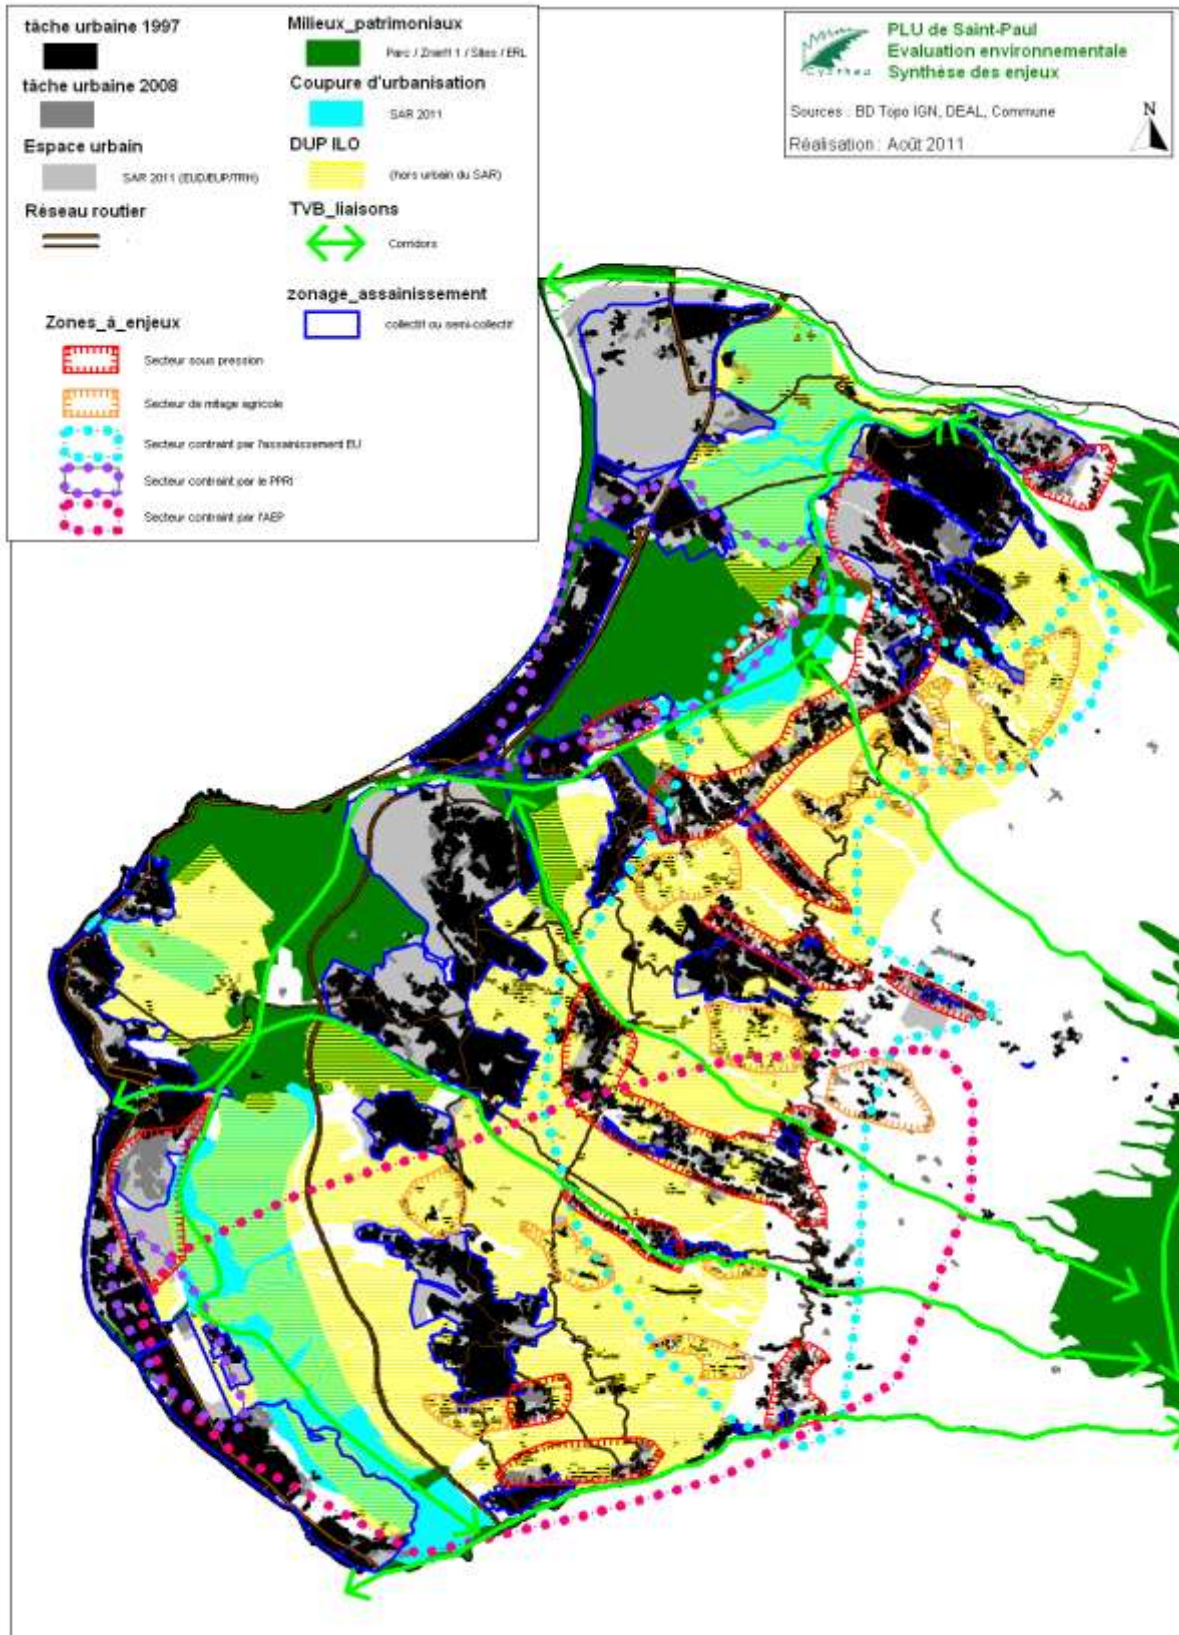 tâche urbaine 1997
tâche urbaine 2008
Espace urbain
SAR 2011 (EUD/EUP/TRH)
Réseau routier
Milieux_patrimoniaux
Parc / Znieff 1 / Sites / ERL
Coupure d'urbanisation
SAR 2011
DUP ILO
(hors urbain du SAR)
TVB_liaisons
Corridors
zonage_assainissement
collectif ou semi-collectif
Zones_à_enjeux
Secteur sous pression
Secteur de mitage agricole
Secteur contraint par l'assainissement EU
Secteur contraint par le PPRI
Secteur contraint par l'AEP
Cyathea
PLU de Saint-Paul
Evaluation environnementale
Synthèse des enjeux
Sources : BD Topo IGN, DEAL, Commune
Réalisation : Août 2011
N